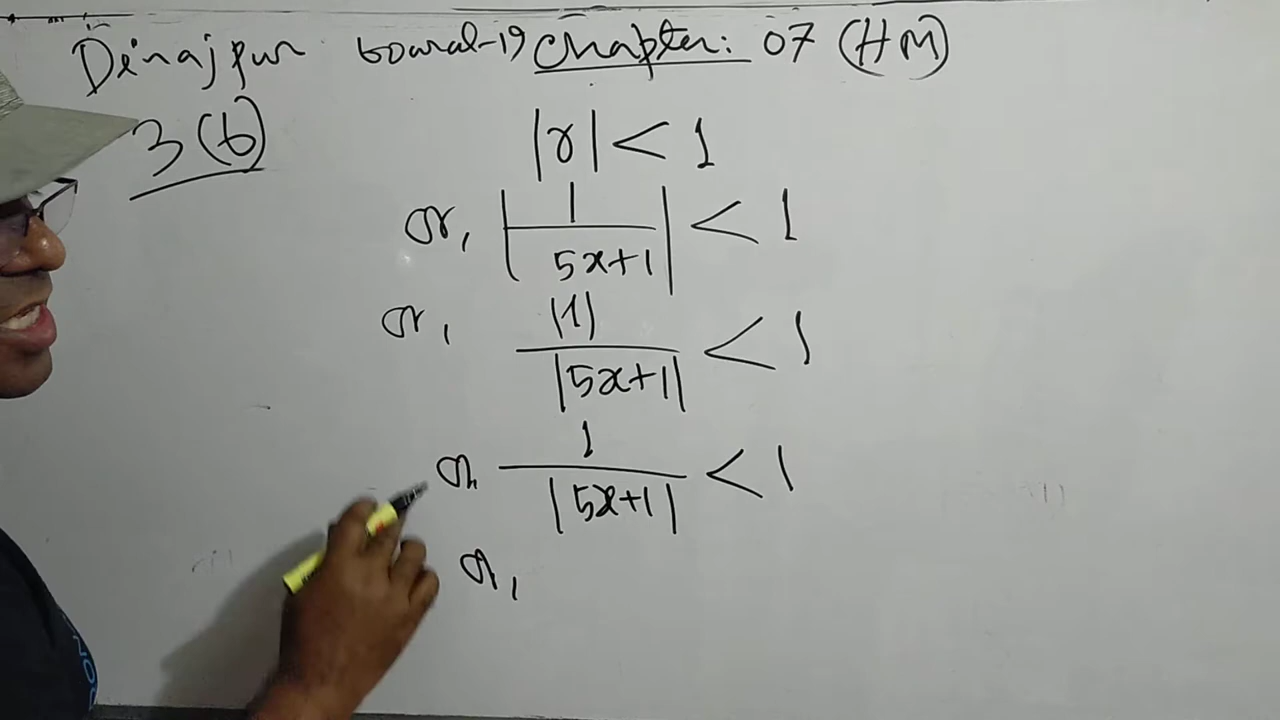 Dinajpur board-19 Chapter: 07 (HM)
3(b)
|r| < 1
or, | 1 / 5x+1 | < 1
or, |1| / |5x+1| < 1
or 1 / |5x+1| < 1
or,